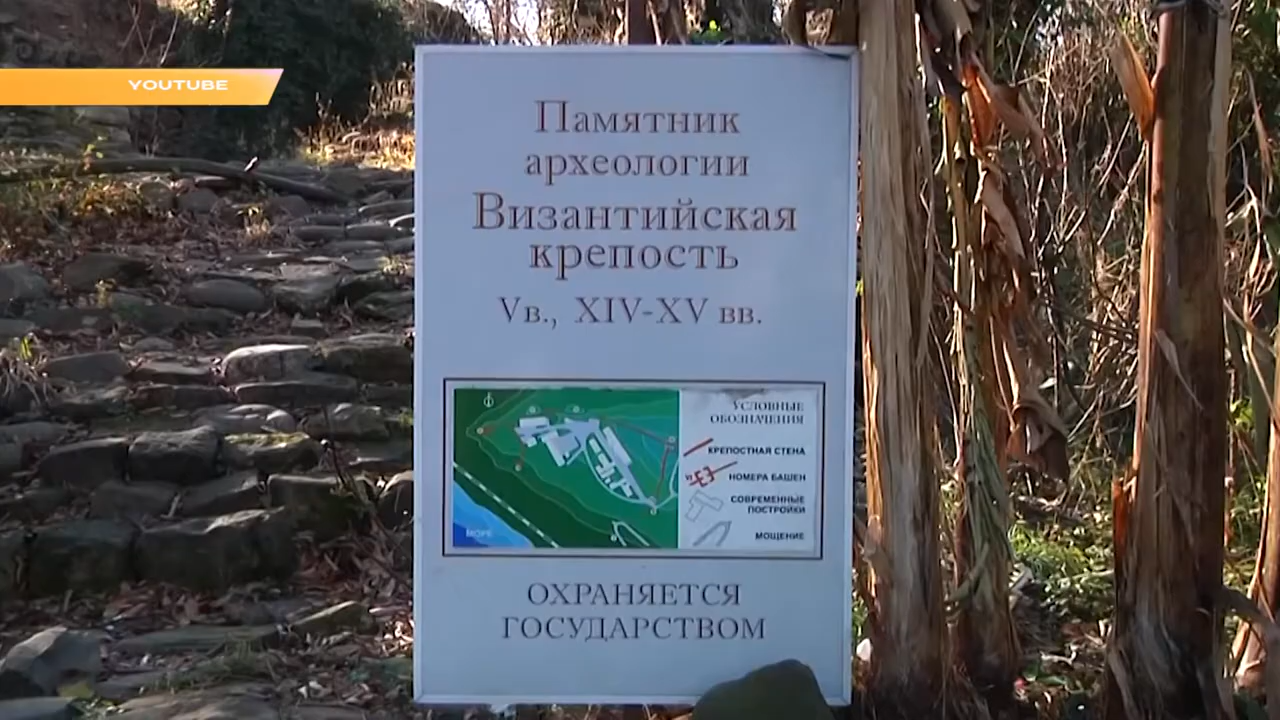 YOUTUBE
Памятник
археологии
Византийская
крепость
Vв., XIV-XV вв.
УСЛОВНЫЕ
ОБОЗНАЧЕНИЯ
КРЕПОСТНАЯ СТЕНА
НОМЕРА БАШЕН
СОВРЕМЕННЫЕ
ПОСТРОЙКИ
МОЩЕНИЕ
МОРЕ
ОХРАНЯЕТСЯ
ГОСУДАРСТВОМ